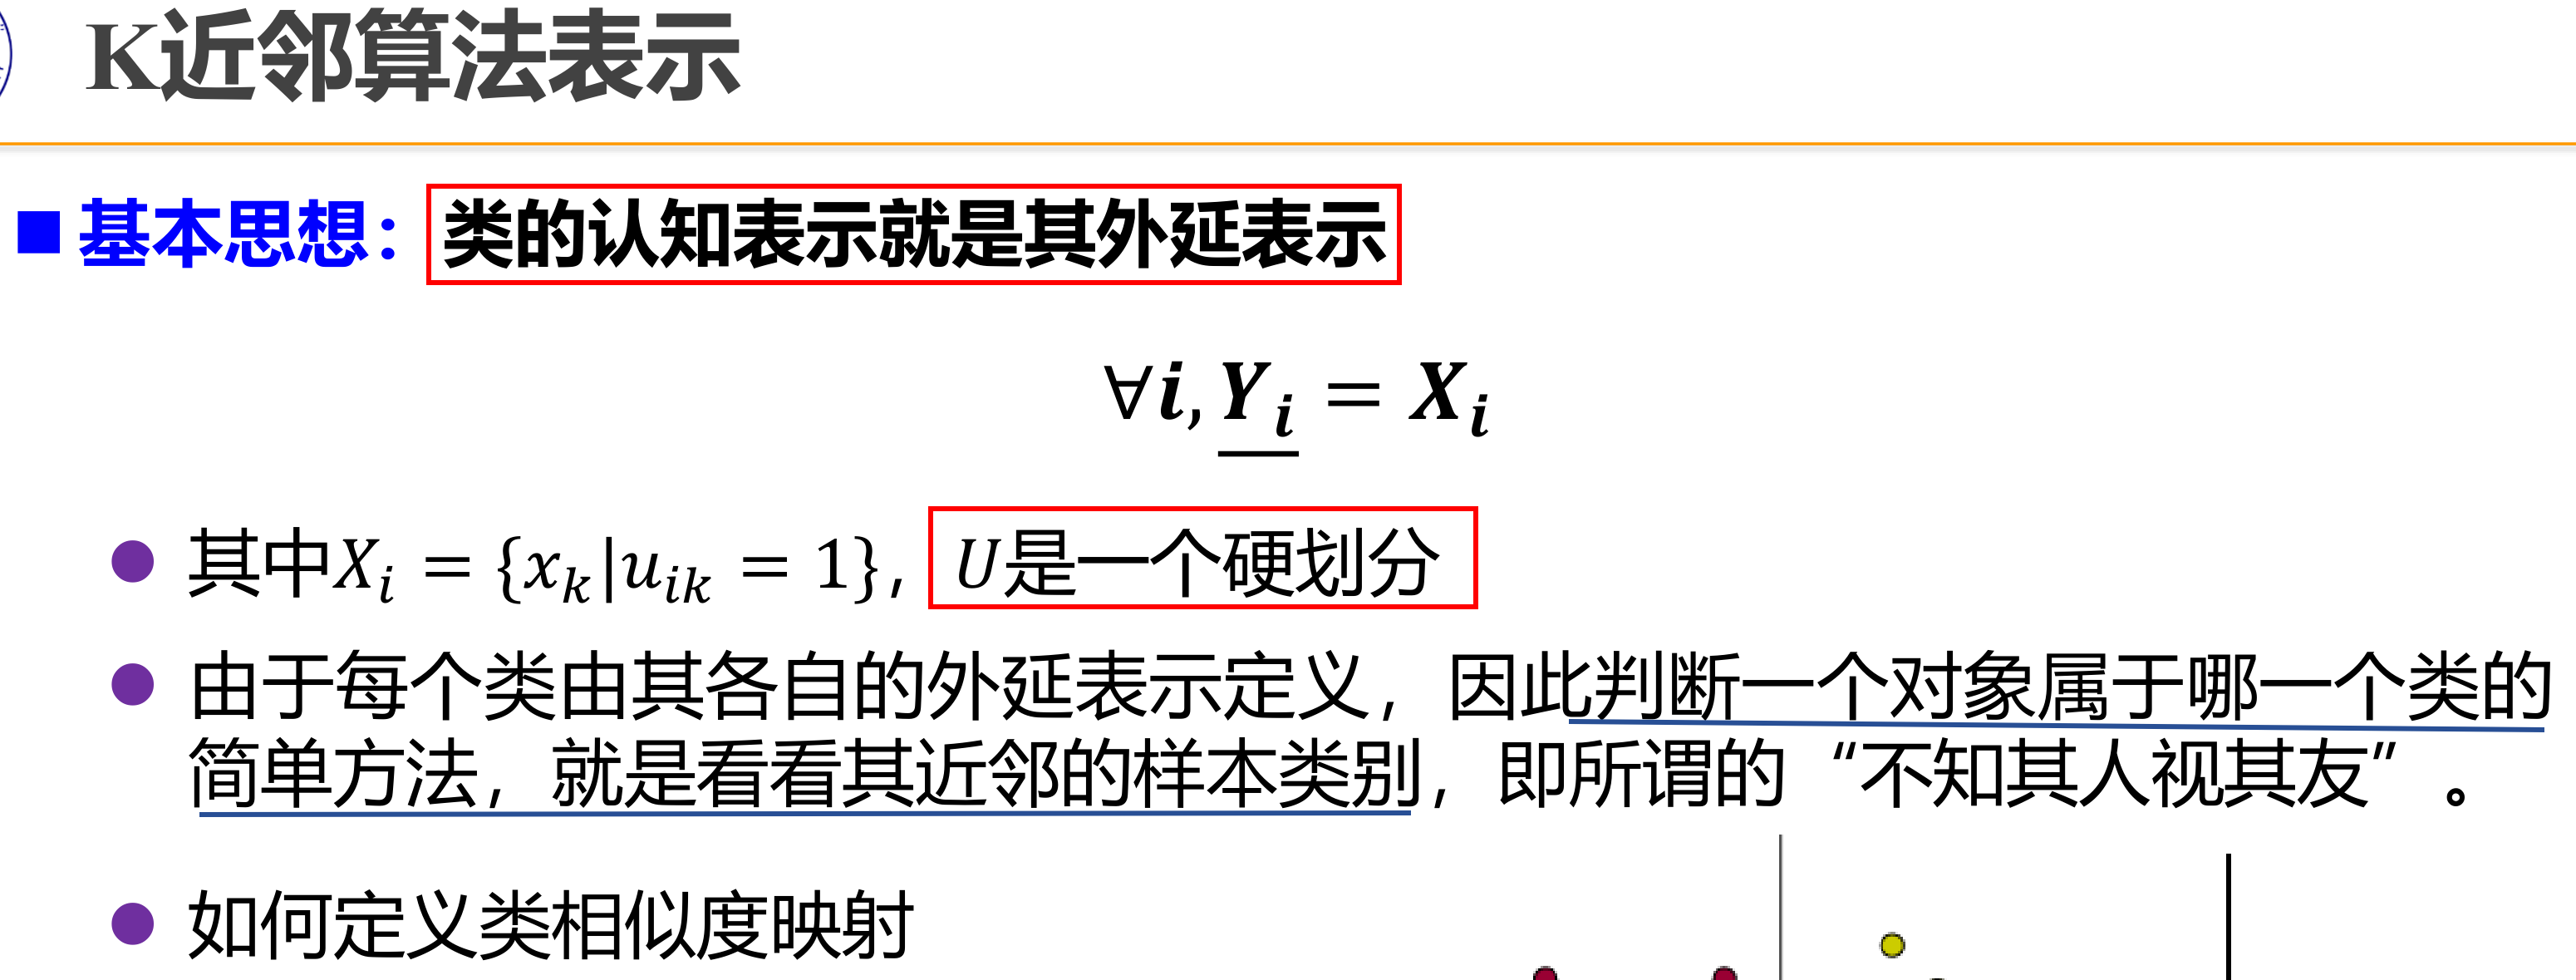 K近邻算法表示
基本思想：类的认知表示就是其外延表示
∀i, Y_i = X_i
其中X_i = {x_k|u_ik = 1}，U是一个硬划分
由于每个类由其各自的外延表示定义，因此判断一个对象属于哪一个类的
简单方法，就是看看其近邻的样本类别，即所谓的“不知其人视其友”。
如何定义类相似度映射